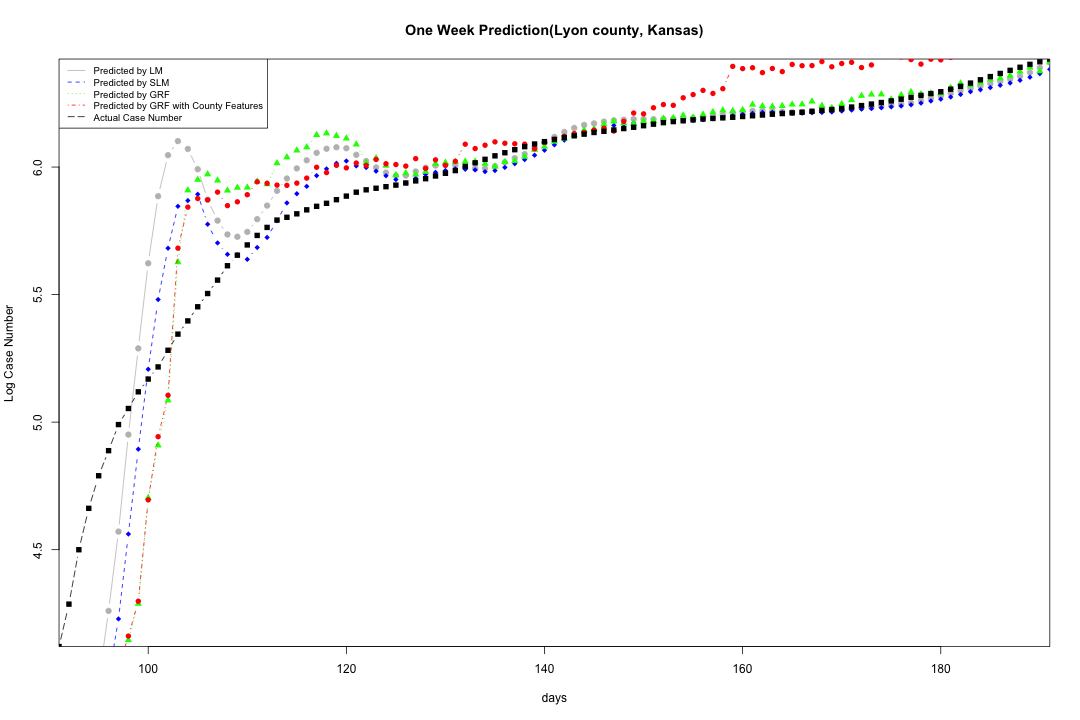 One Week Prediction(Lyon county, Kansas)
Predicted by LM
Predicted by SLM
Predicted by GRF
Predicted by GRF with County Features
Actual Case Number
Log Case Number
6.0
5.5
5.0
4.5
100 120 140 160 180
days